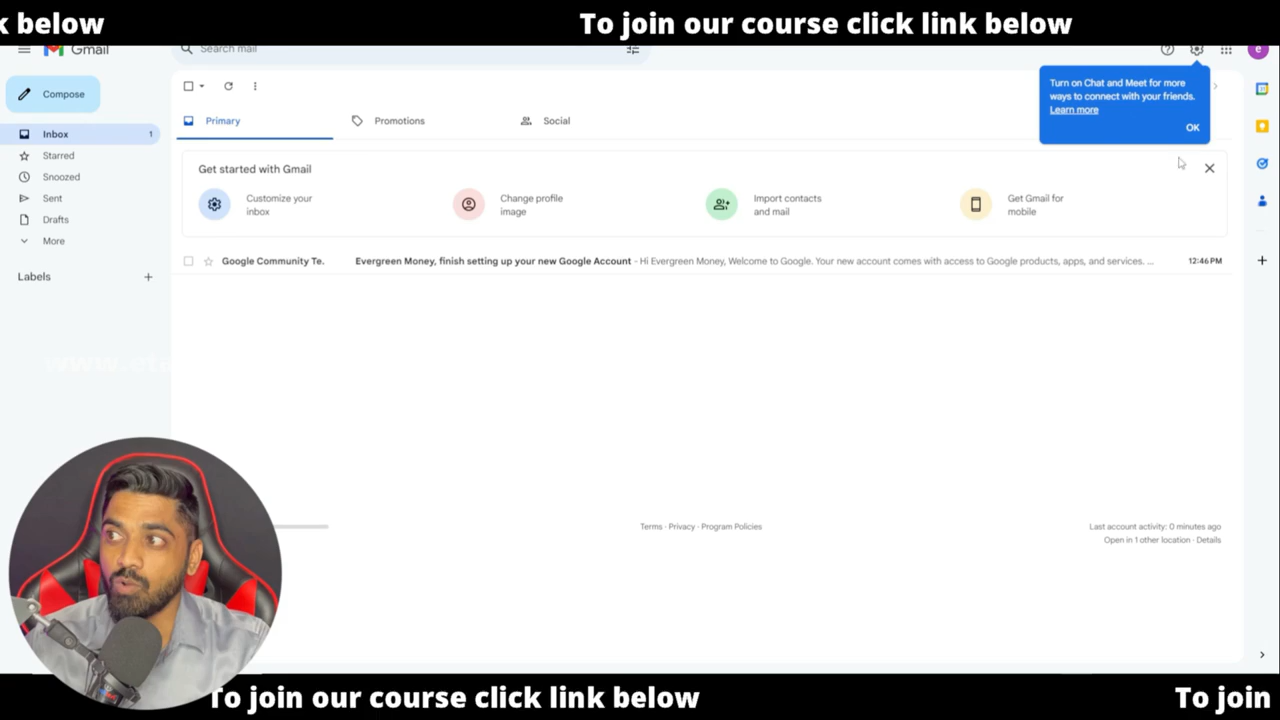 k below
To join our course click link below
Gmail
Search mail
Compose
Turn on Chat and Meet for more
ways to connect with your friends.
Learn more
OK
Primary
Promotions
Social
Inbox
1
Starred
Snoozed
Sent
Drafts
More
Labels
Get started with Gmail
Customize your
inbox
Change profile
image
Import contacts
and mail
Get Gmail for
mobile
Google Community Te.
Evergreen Money, finish setting up your new Google Account - Hi Evergreen Money, Welcome to Google. Your new account comes with access to Google products, apps, and services. ...
12:46 PM
Terms · Privacy · Program Policies
Last account activity: 0 minutes ago
Open in 1 other location · Details
To join our course click link below
To join